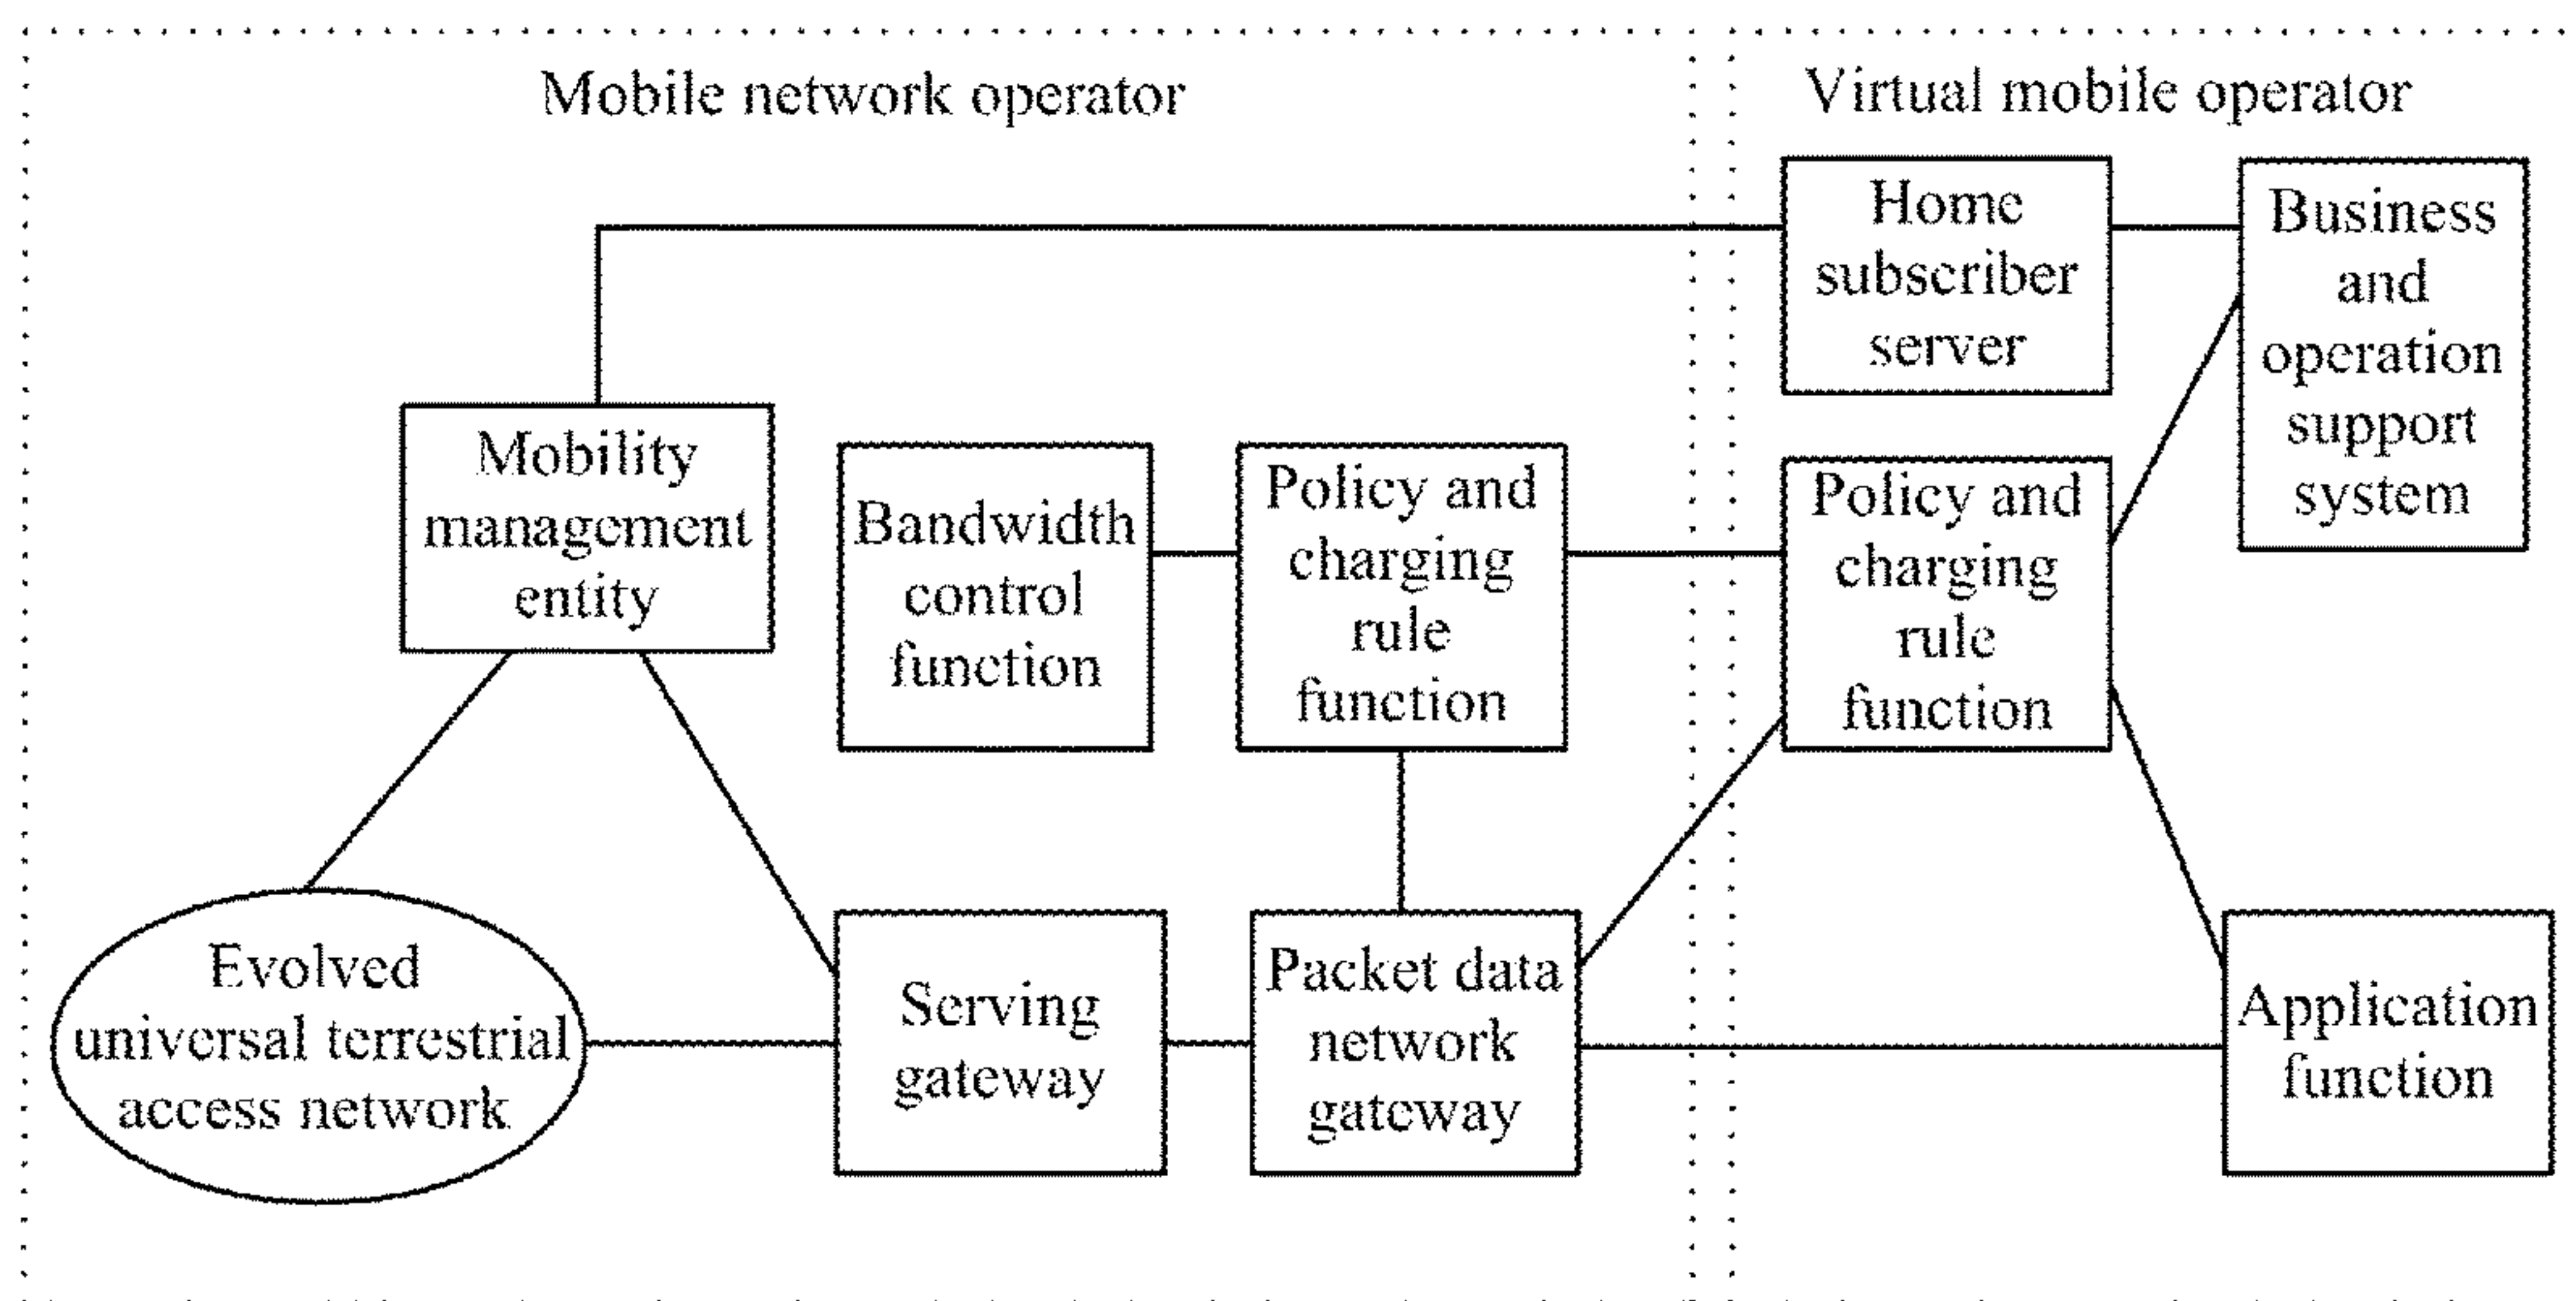 Mobile network operator
Virtual mobile operator
Home
subscriber
server
Business
and
operation
support
system
Mobility
management
entity
Bandwidth
control
function
Policy and
charging
rule
function
Policy and
charging
rule
function
Evolved
universal terrestrial
access network
Serving
gateway
Packet data
network
gateway
Application
function